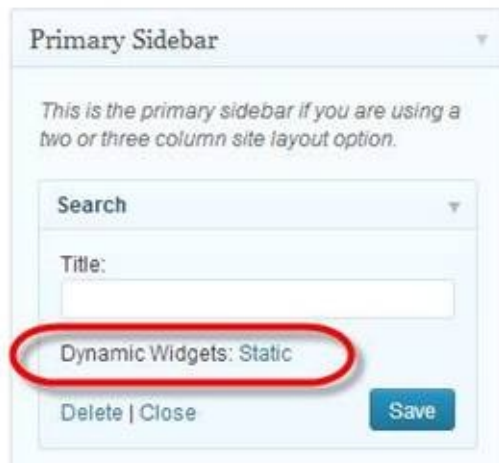 Primary Sidebar
This is the primary sidebar if you are using a
two or three column site layout option.
Search
Title:
Dynamic Widgets: Static
Delete | Close
Save